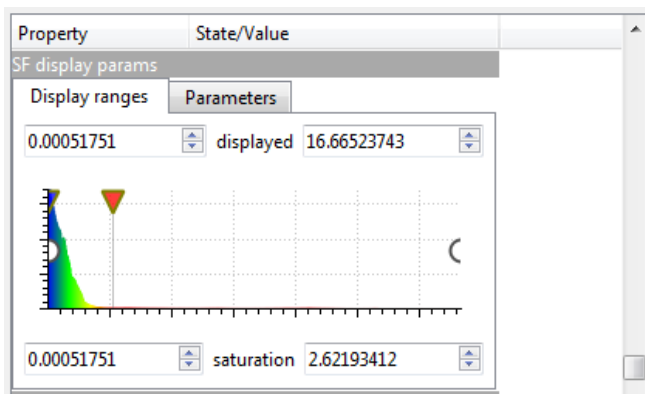 Property State/Value
SF display params
Display ranges Parameters
0.00051751 displayed 16.66523743
0.00051751 saturation 2.62193412